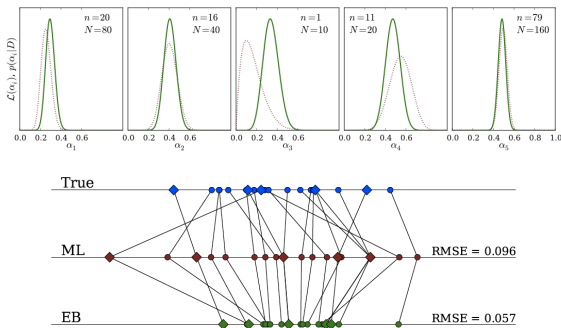 n = 20 n = 16 n = 1 n = 11 n = 79
N = 80 N = 40 N = 10 N = 20 N = 160
ℒ(αᵢ), p(αᵢ|D)
0.0 0.2 0.4 0.6 0.0 0.2 0.4 0.6 0.0 0.2 0.4 0.6 0.0 0.2 0.4 0.6 0.0 0.2 0.4 0.6 0.8 1.0
α₁ α₂ α₃ α₄ α₅
True
ML RMSE = 0.096
EB RMSE = 0.057